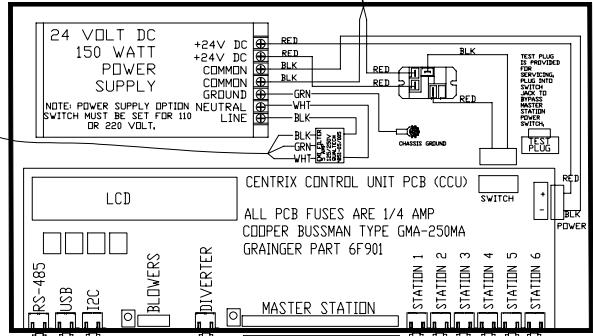 24 VOLT DC
150 WATT
POWER
SUPPLY
NOTE: POWER SUPPLY OPTION
SWITCH MUST BE SET FOR 110
OR 220 VOLT.
+24V DC
+24V DC
COMMON
COMMON
GROUND
NEUTRAL
LINE
RED
RED
BLK
BLK
GRN
WHT
BLK
BLK
GRN
WHT
RED
RED
BLK
RED
CHASSIS GROUND
TEST PLUG
IS PROVIDED
FOR
SERVICING,
PLUG INTO
SWITCH
JACK TO
BYPASS
MASTER
STATION
POWER
SWITCH.
TEST
PLUG
RED
BLK
POWER
+
-
SWITCH
CENTRIX CONTROL UNIT PCB (CCU)
LCD
ALL PCB FUSES ARE 1/4 AMP
COOPER BUSSMAN TYPE GMA-250MA
GRAINGER PART 6F901
RS-485
USB
I2C
BLOWERS
DIVERTER
MASTER STATION
STATION 1
STATION 2
STATION 3
STATION 4
STATION 5
STATION 6